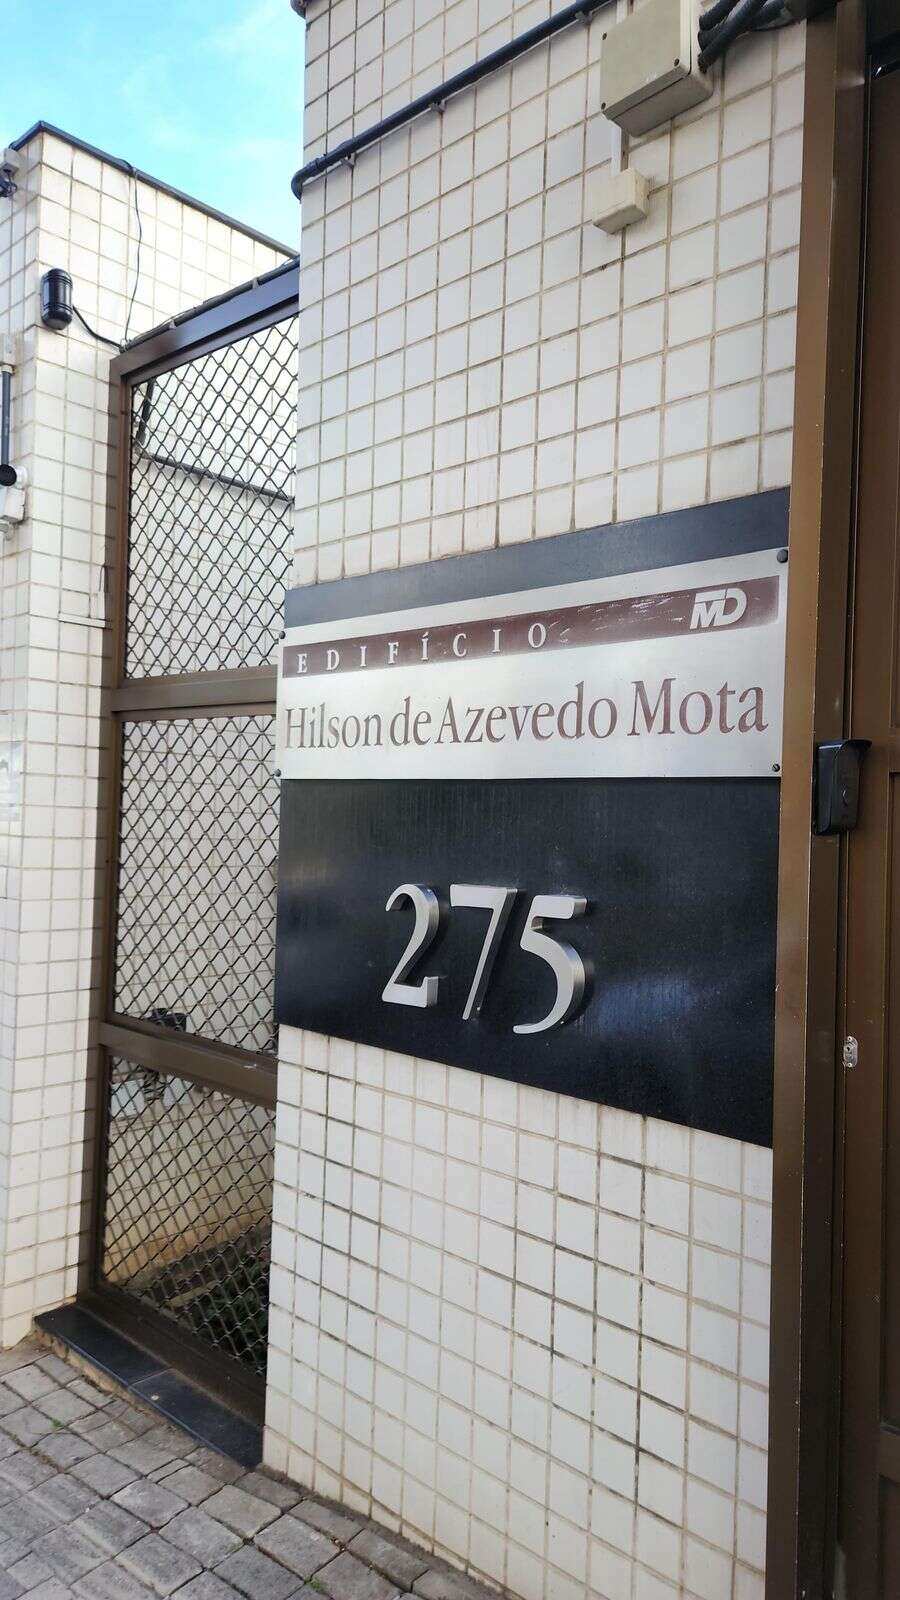 EDIFÍCIO MD
Hilson de Azevedo Mota
275